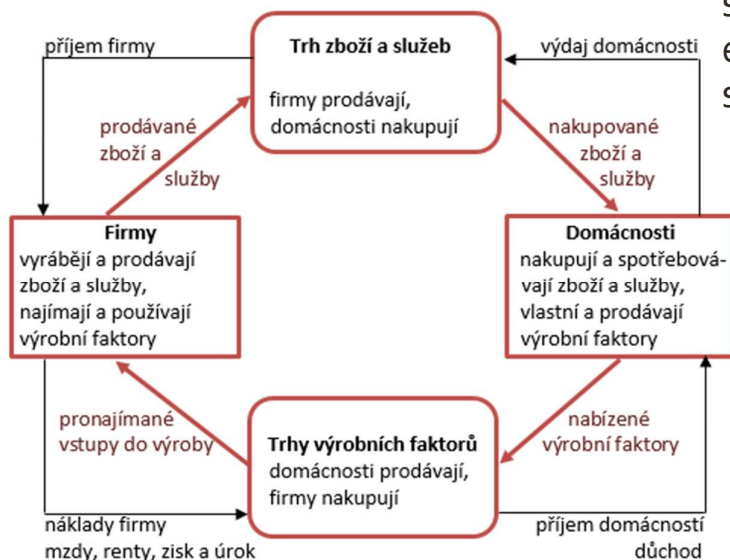 příjem firmy
Trh zboží a služeb
firmy prodávají,
domácnosti nakupují
výdaj domácnosti
s
e
s
prodávané
zboží a
služby
nakupované
zboží a
služby
Firmy
vyrábějí a prodávají
zboží a služby,
najímají a používají
výrobní faktory
Domácnosti
nakupují a spotřebová-
vají zboží a služby,
vlastní a prodávají
výrobní faktory
pronajímané
vstupy do výroby
Trhy výrobních faktorů
domácnosti prodávají,
firmy nakupují
nabízené
výrobní faktory
náklady firmy
mzdy, renty, zisk a úrok
příjem domácností
důchod